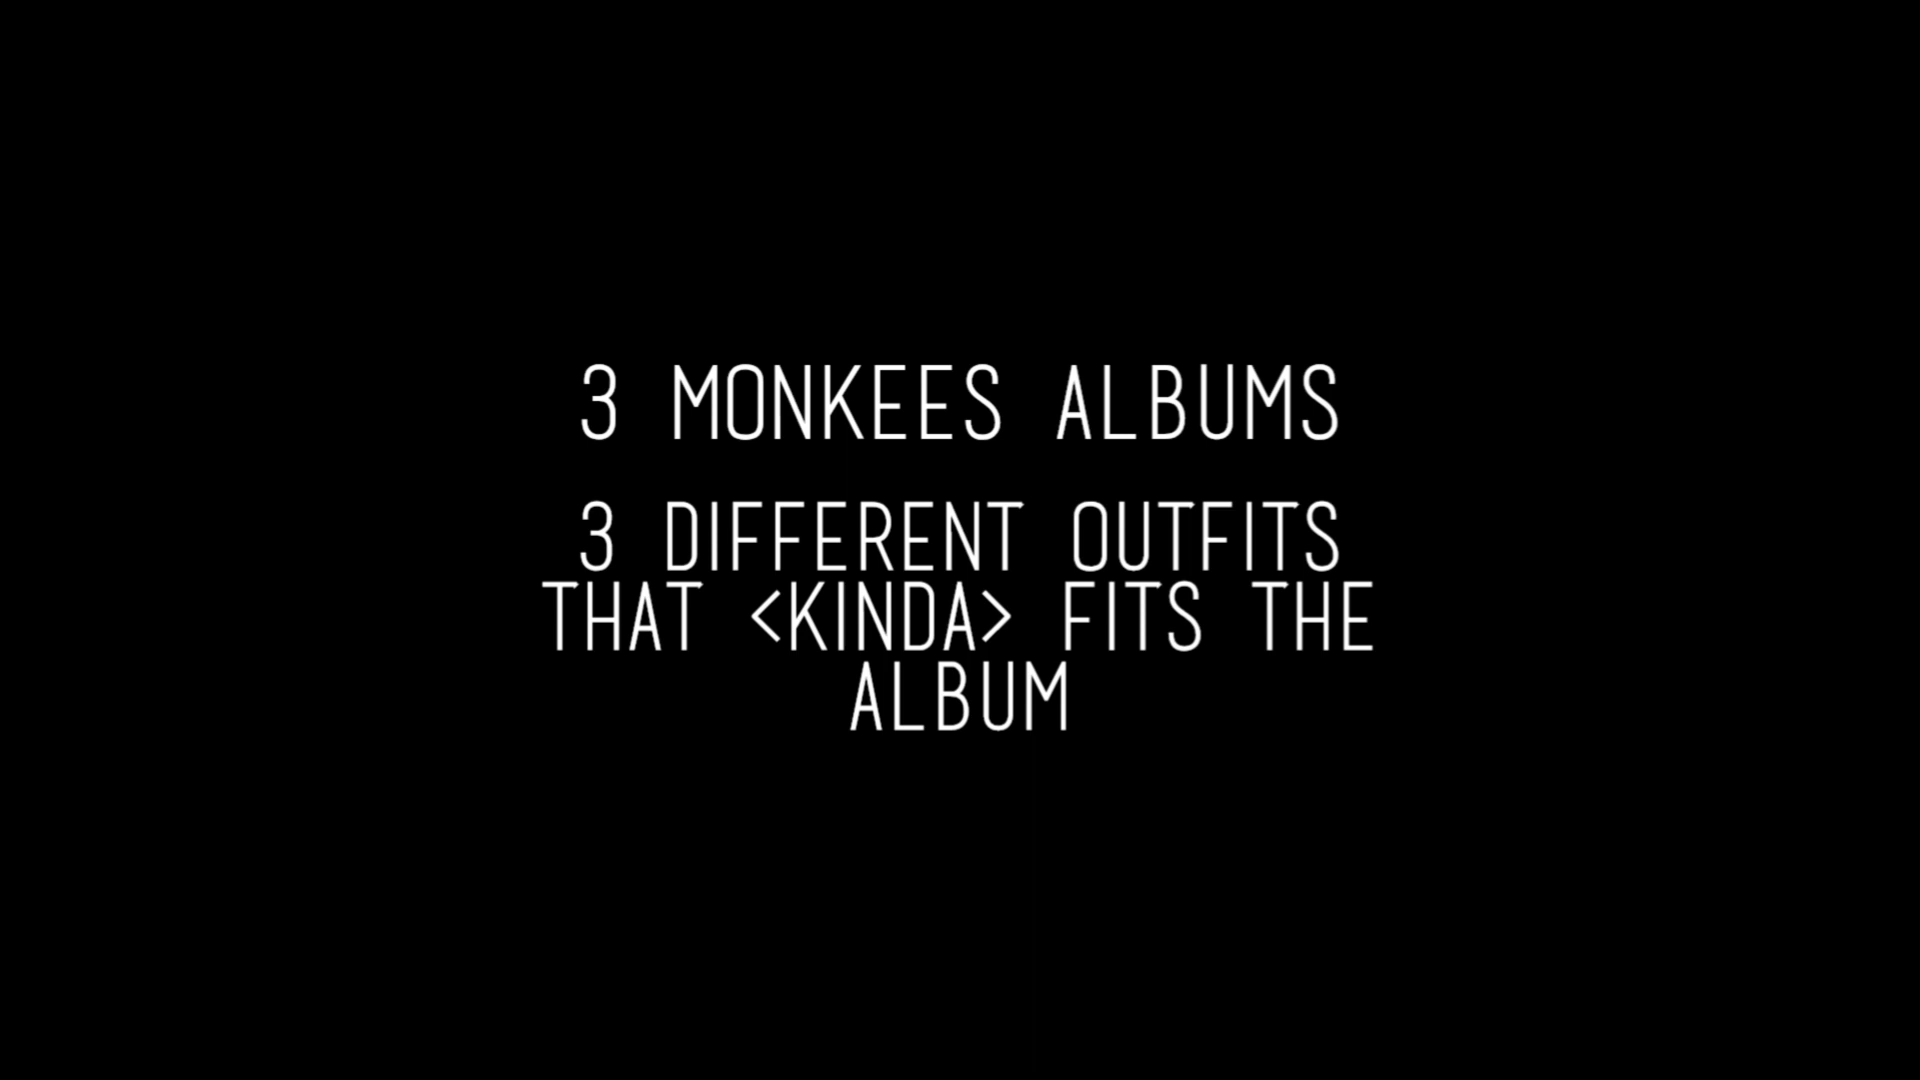 3 MONKEES ALBUMS
3 DIFFERENT OUTFITS
THAT <KINDA> FITS THE
ALBUM